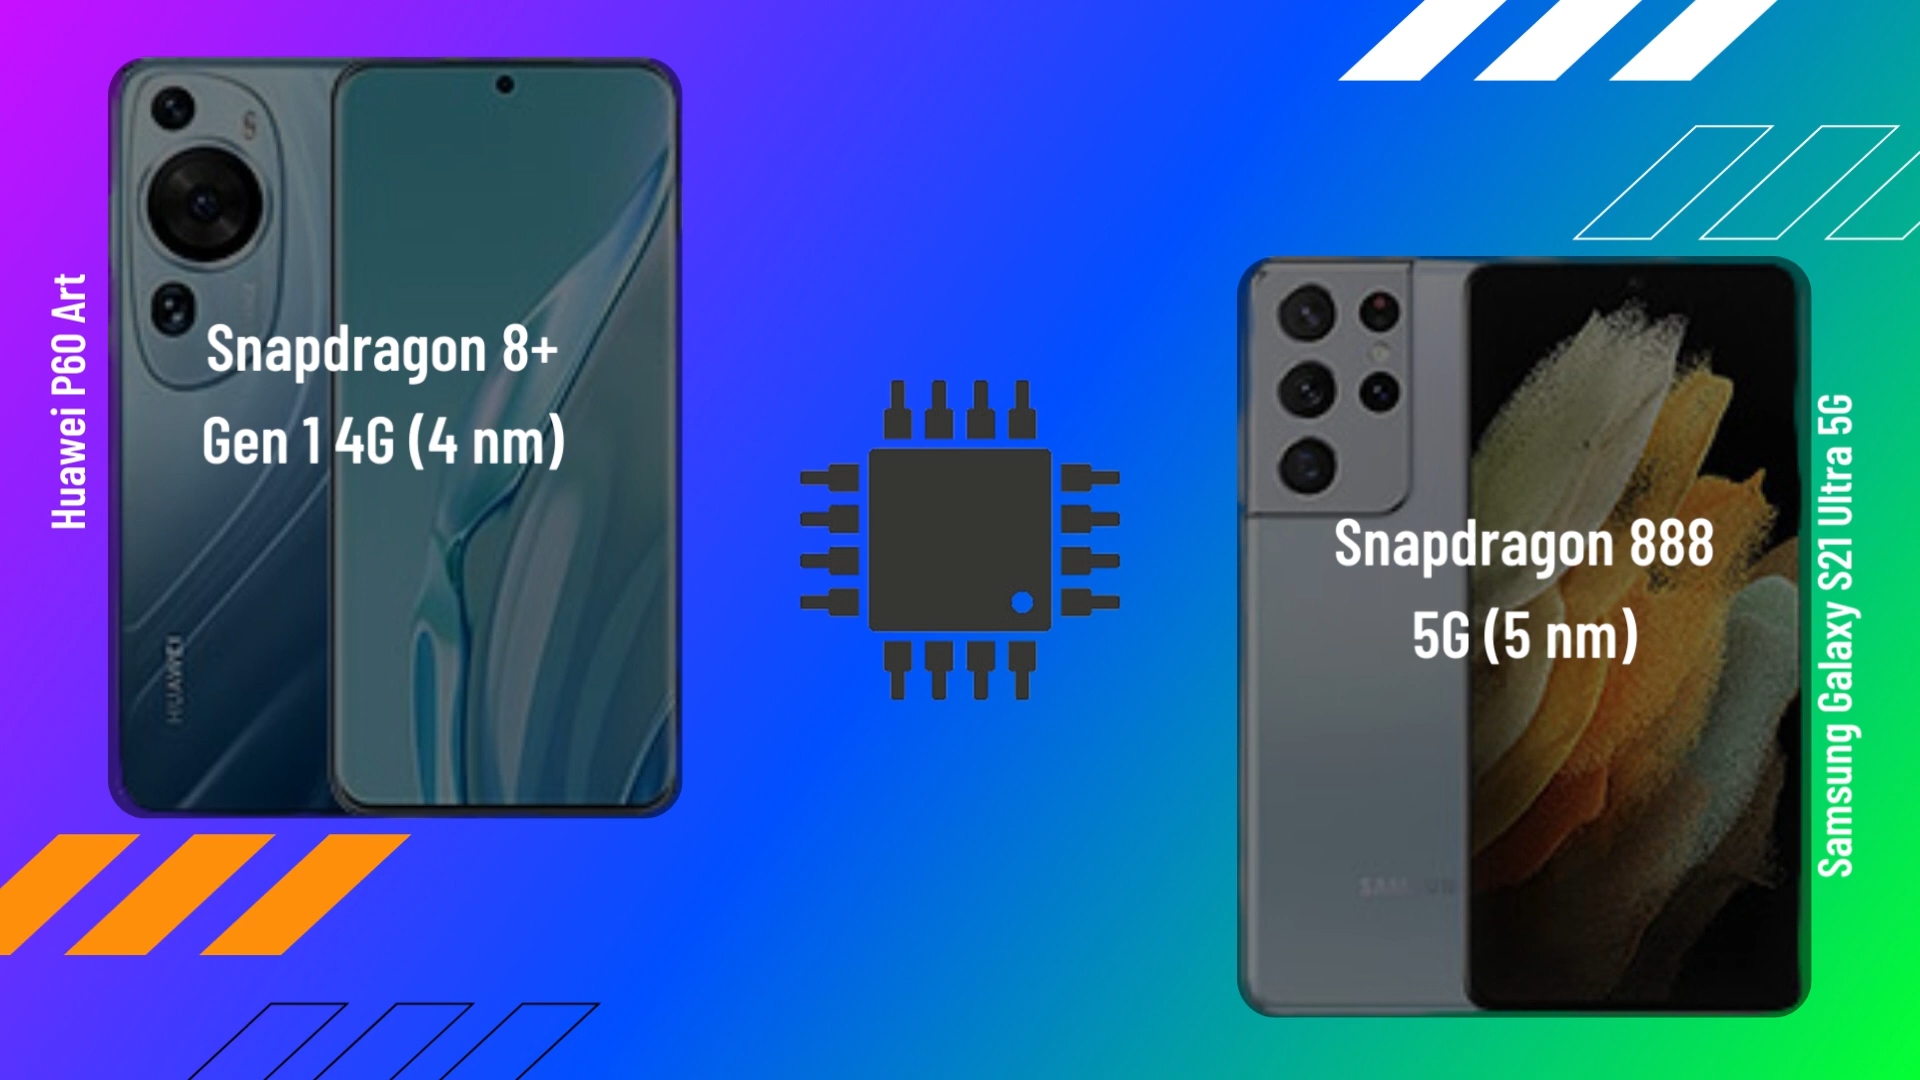 Huawei P60 Art
Snapdragon 8+
Gen 1 4G (4 nm)
HUAWEI
Snapdragon 888
5G (5 nm)
Samsung Galaxy S21 Ultra 5G